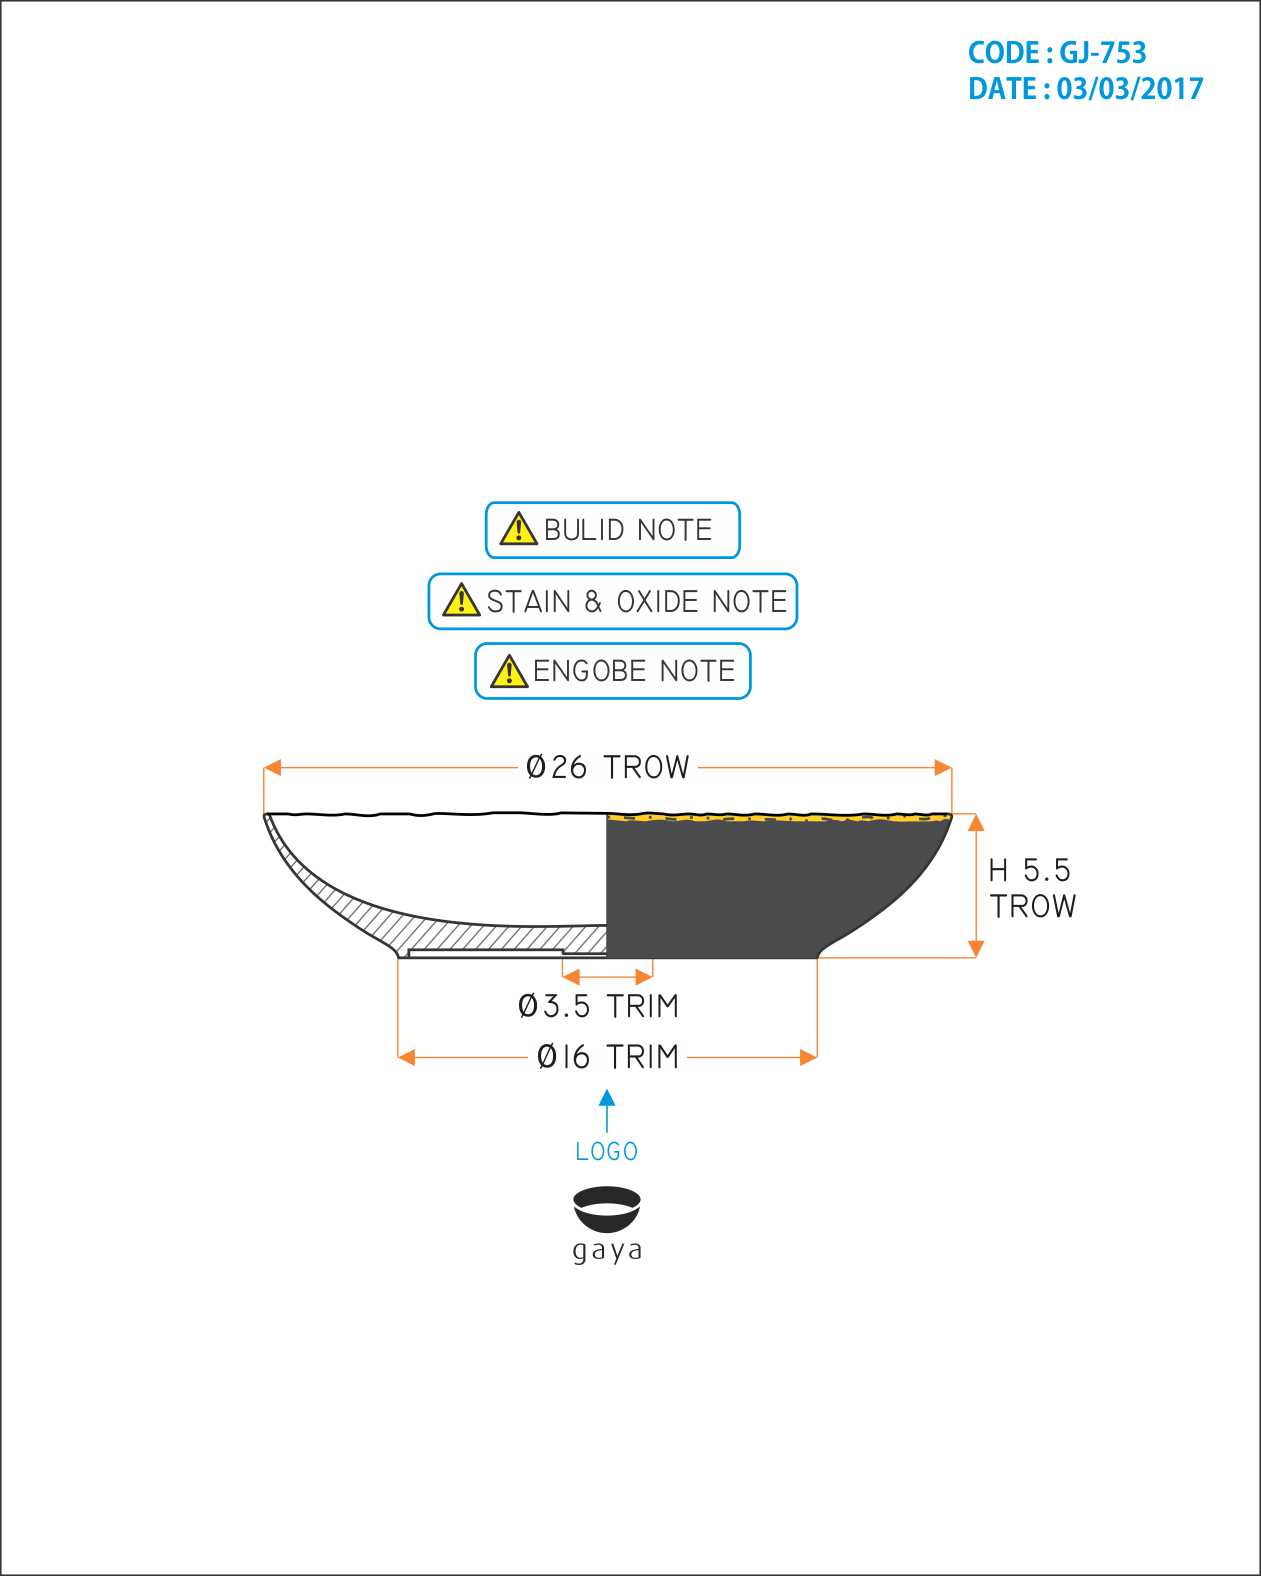 CODE : GJ-753
DATE : 03/03/2017
BULID NOTE
STAIN & OXIDE NOTE
ENGOBE NOTE
Ø26 TROW
H 5.5
TROW
Ø3.5 TRIM
Ø16 TRIM
LOGO
gaya